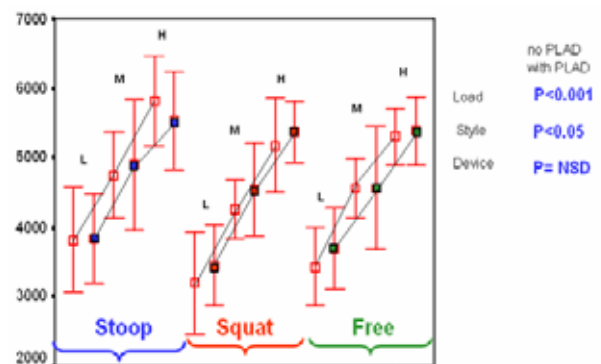 7000
6000
5000
4000
3000
2000
L
M
H
L
M
H
L
M
H
Stoop
Squat
Free
no PLAD
with PLAD
Load P<0.001
Style P<0.05
Device P= NSD